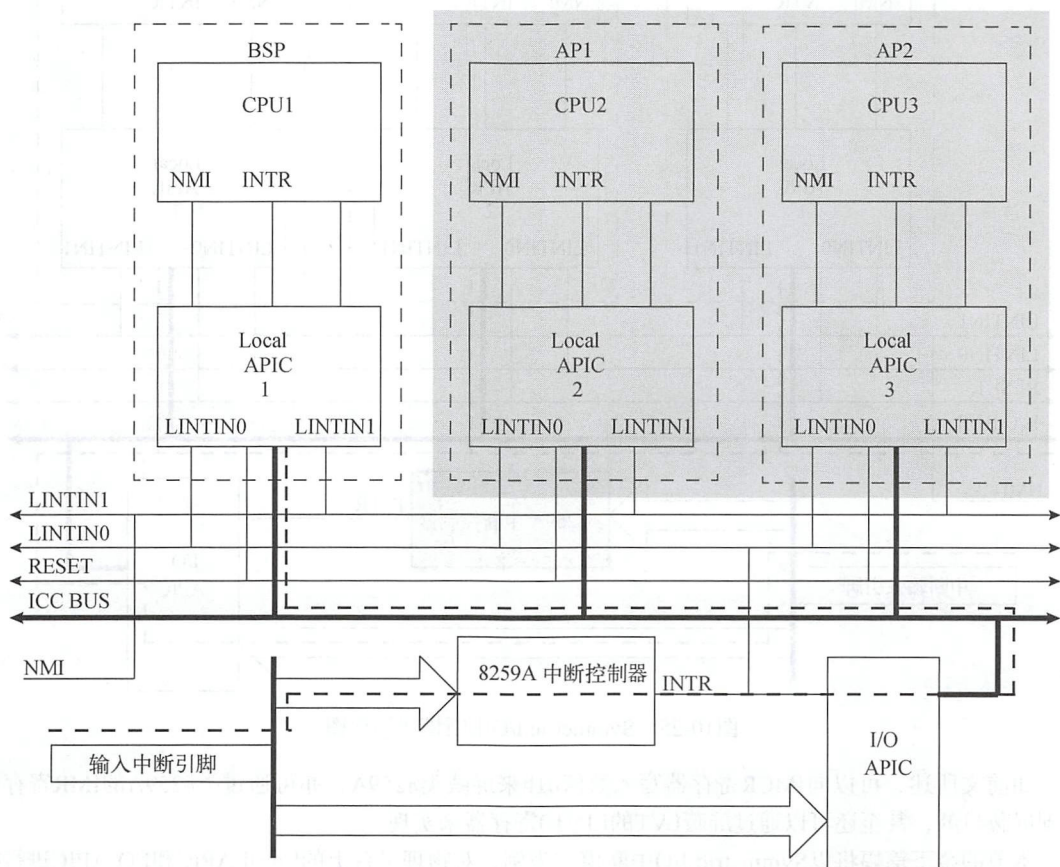 BSP
AP1
AP2
CPU1
CPU2
CPU3
NMI INTR
NMI INTR
NMI INTR
Local
APIC
1
Local
APIC
2
Local
APIC
3
LINTIN0 LINTIN1
LINTIN0 LINTIN1
LINTIN0 LINTIN1
LINTIN1
LINTIN0
RESET
ICC BUS
NMI
8259A 中断控制器
INTR
输入中断引脚
I/O
APIC